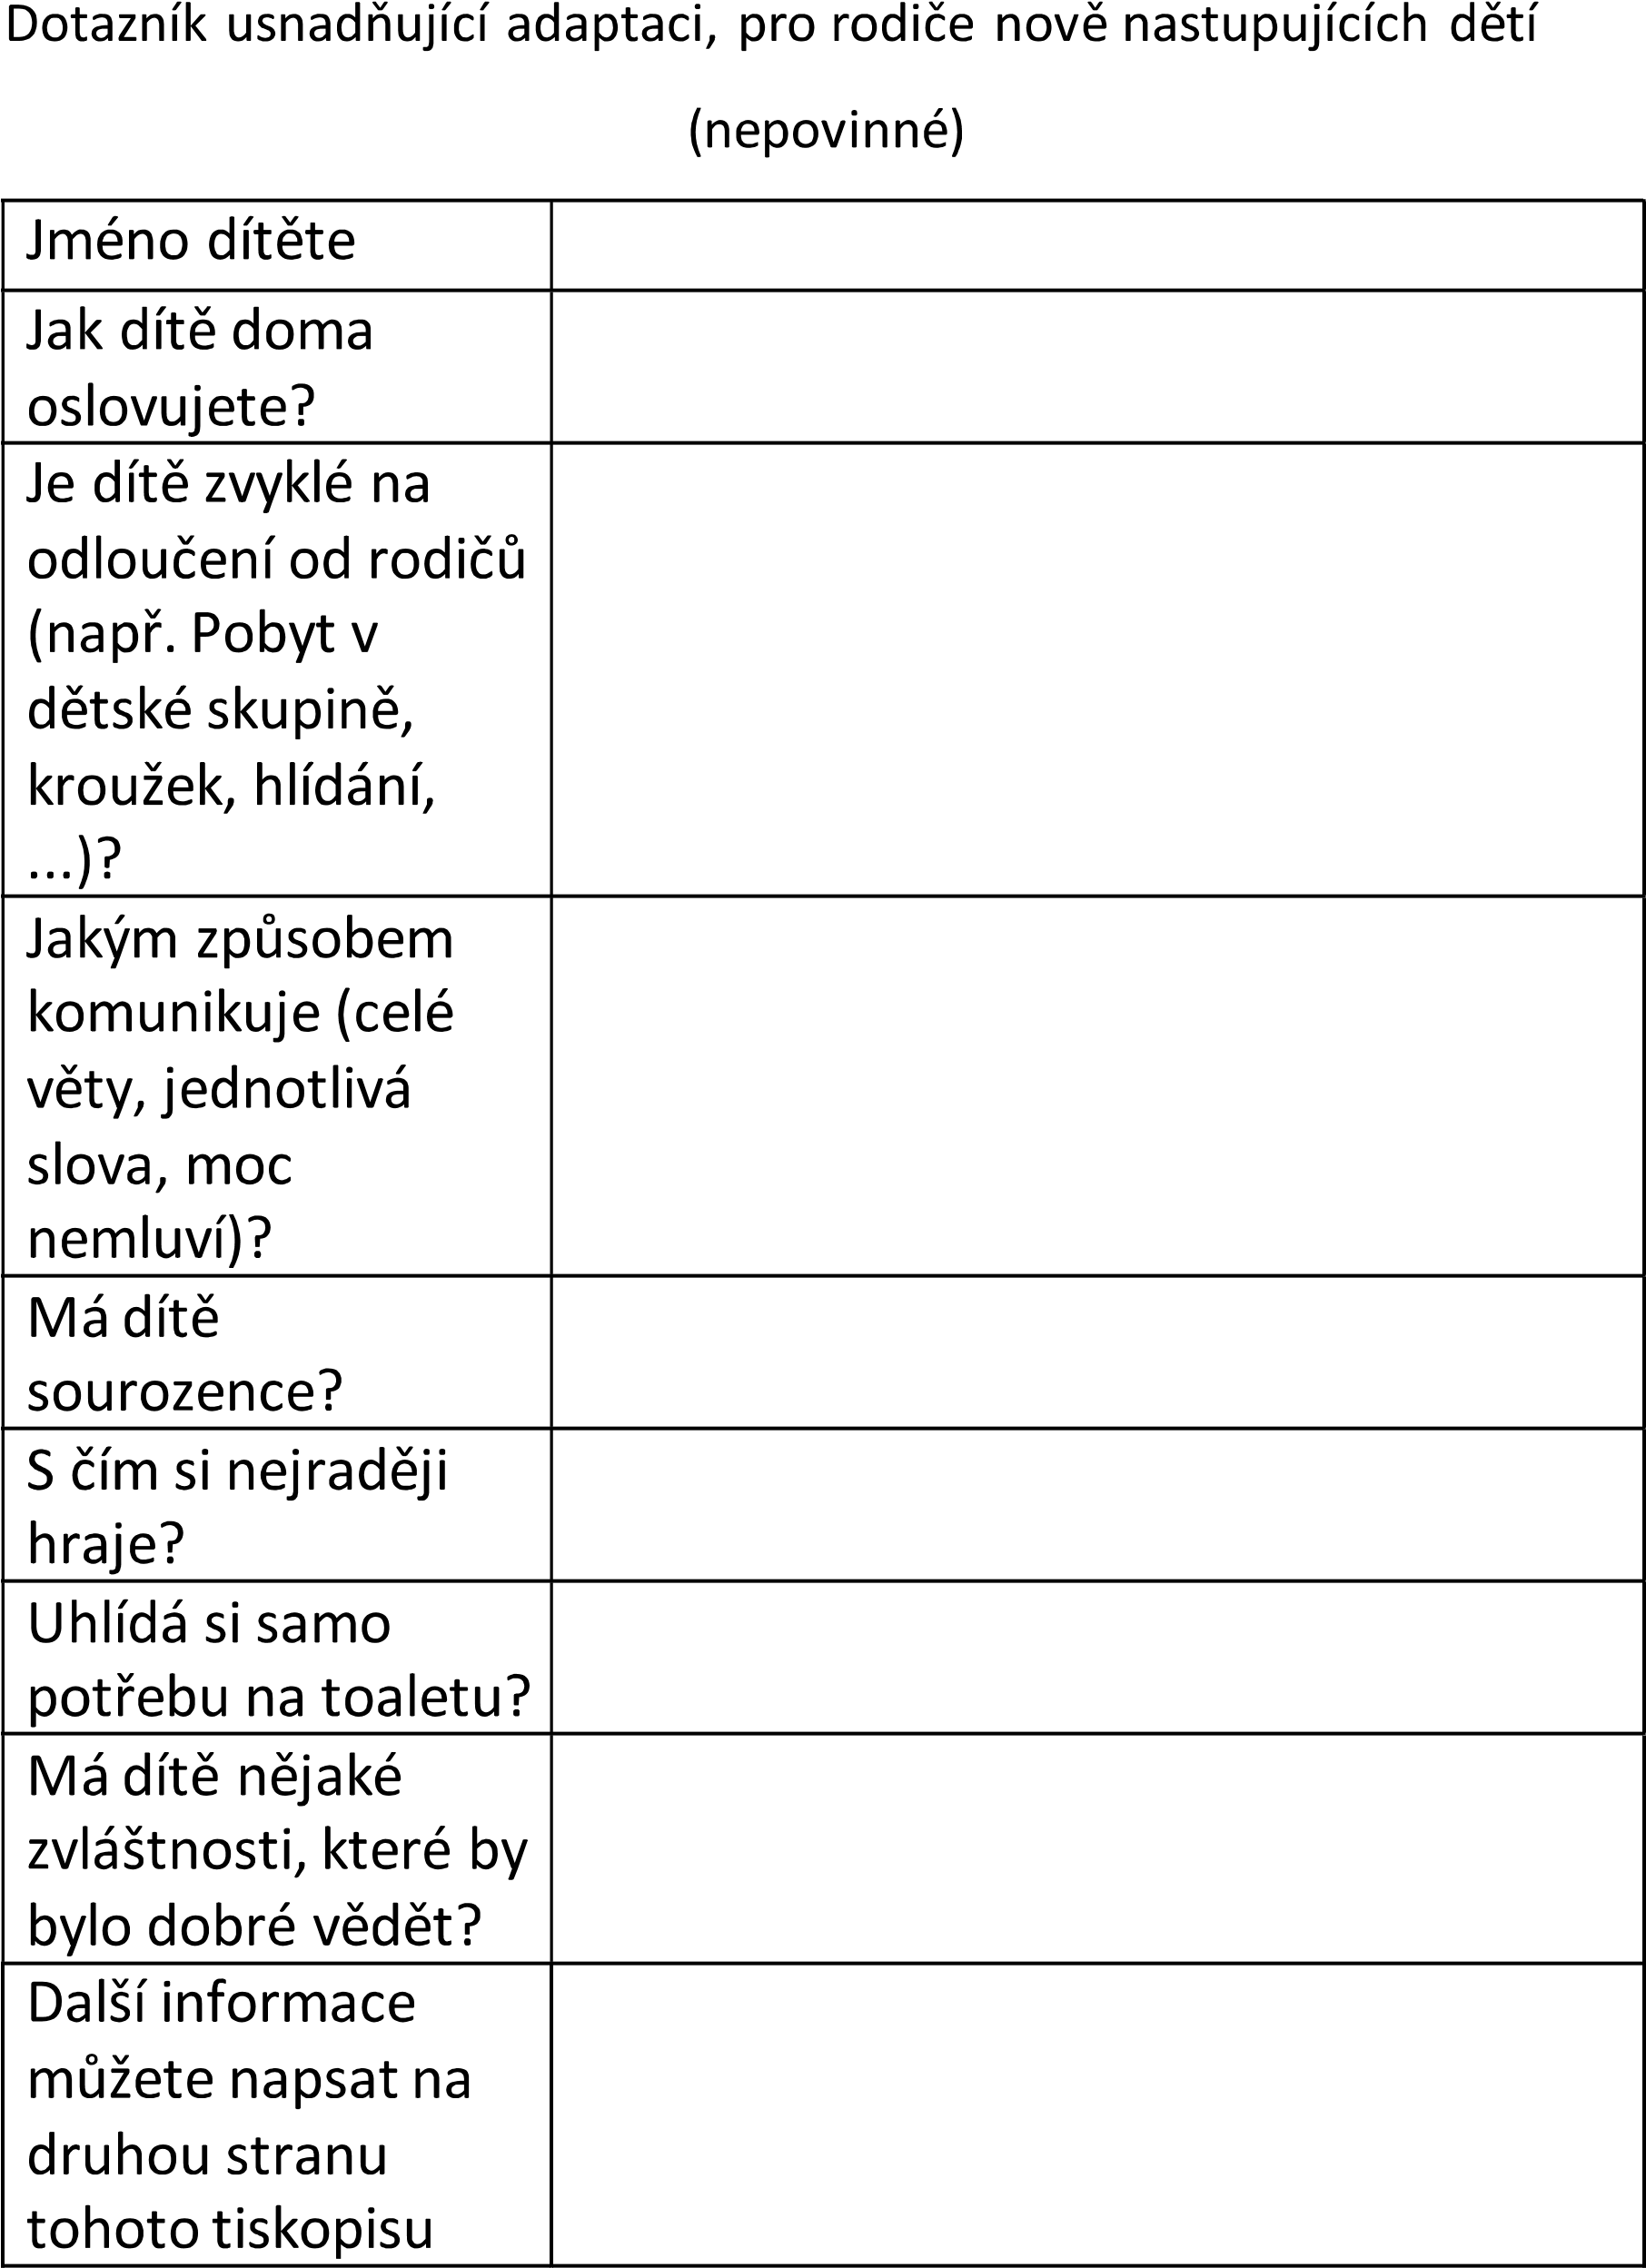 Dotazník usnadňující adaptaci, pro rodiče nově nastupujících dětí
(nepovinné)
Jméno dítěte
Jak dítě doma
oslovujete?
Je dítě zvyklé na
odloučení od rodičů
(např. Pobyt v
dětské skupině,
kroužek, hlídání,
...)?
Jakým způsobem
komunikuje (celé
věty, jednotlivá
slova, moc
nemluví)?
Má dítě
sourozence?
S čím si nejraději
hraje?
Uhlídá si samo
potřebu na toaletu?
Má dítě nějaké
zvláštnosti, které by
bylo dobré vědět?
Další informace
můžete napsat na
druhou stranu
tohoto tiskopisu